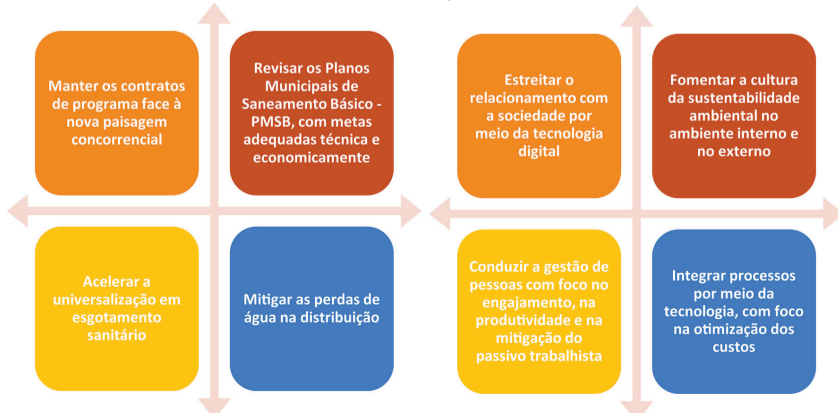 Manter os contratos
de programa face à
nova paisagem
concorrencial
Revisar os Planos
Municipais de
Saneamento Básico -
PMSB, com metas
adequadas técnica e
economicamente
Acelerar a
universalização em
esgotamento
sanitário
Mitigar as perdas de
água na distribuição
Estreitar o
relacionamento com
a sociedade por
meio da tecnologia
digital
Fomentar a cultura
da sustentabilidade
ambiental no
ambiente interno e
no externo
Conduzir a gestão de
pessoas com foco no
engajamento, na
produtividade e na
mitigação do
passivo trabalhista
Integrar processos
por meio da
tecnologia, com foco
na otimização dos
custos